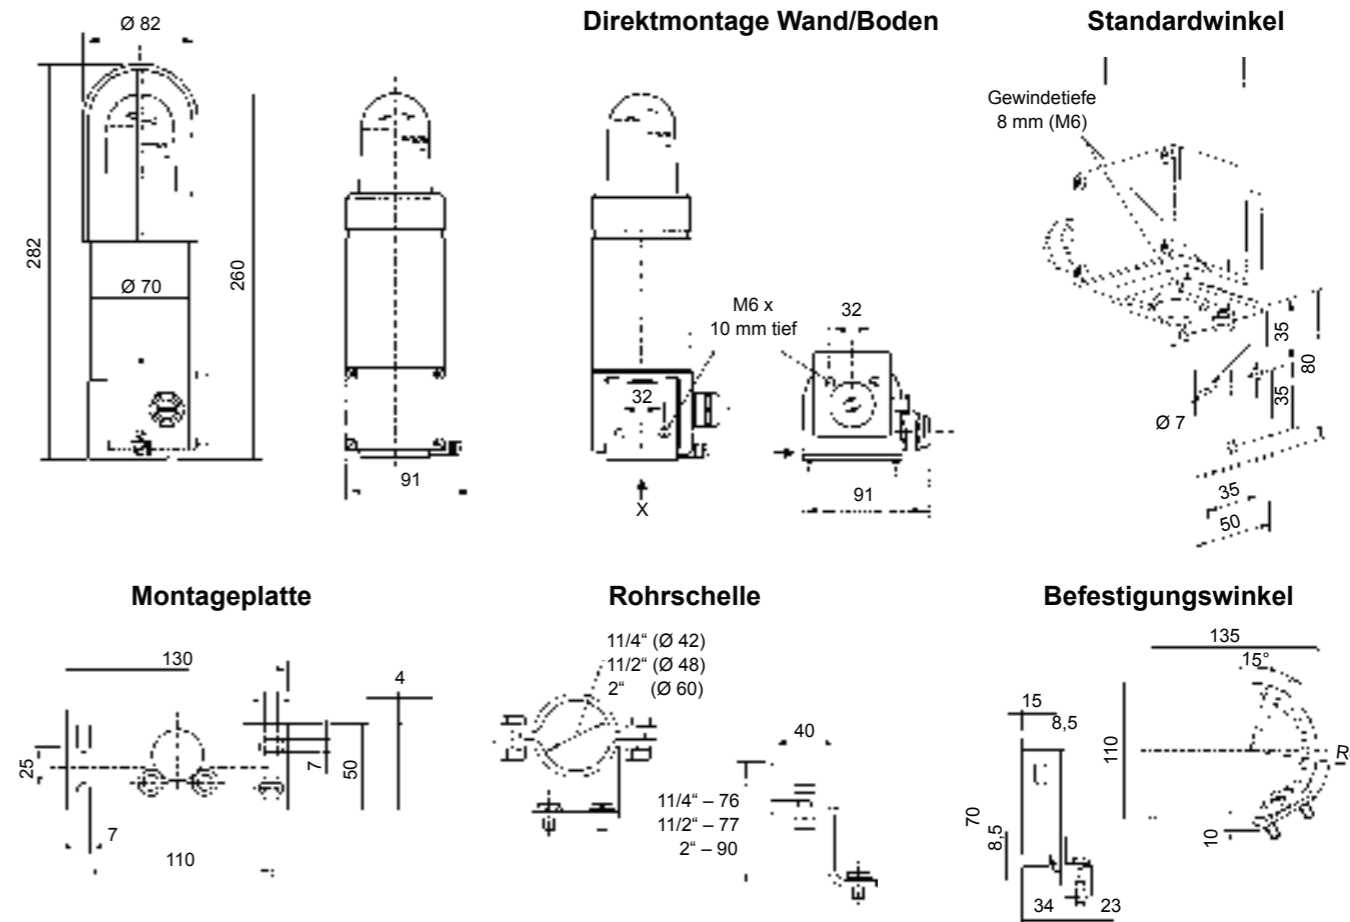 Ø 82
282
Ø 70
260
91
Direktmontage Wand/Boden
M6 x
10 mm tief
32
32
X
91
Standardwinkel
Gewindetiefe
8 mm (M6)
35
80
35
Ø 7
35
50
Montageplatte
130
4
25
7
50
7
110
Rohrschelle
11/4“ (Ø 42)
11/2“ (Ø 48)
2“ (Ø 60)
40
11/4“ – 76
11/2“ – 77
2“ – 90
Befestigungswinkel
135
15°
15
8,5
110
R
70
8,5
10
34
23